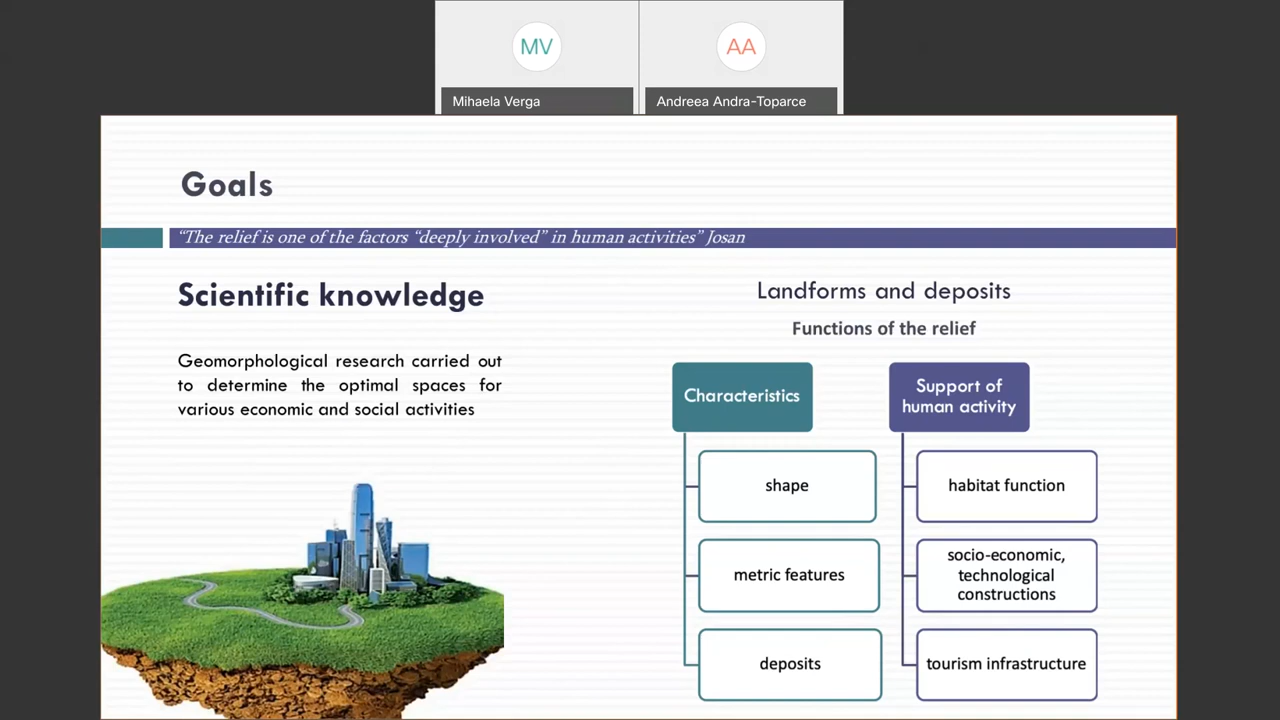 MV
AA
Mihaela Verga
Andreea Andra-Toparce
Goals
“The relief is one of the factors “deeply involved” in human activities” Josan
Scientific knowledge
Geomorphological research carried out
to determine the optimal spaces for
various economic and social activities
Landforms and deposits
Functions of the relief
Characteristics
shape
metric features
deposits
Support of
human activity
habitat function
socio-economic,
technological
constructions
tourism infrastructure